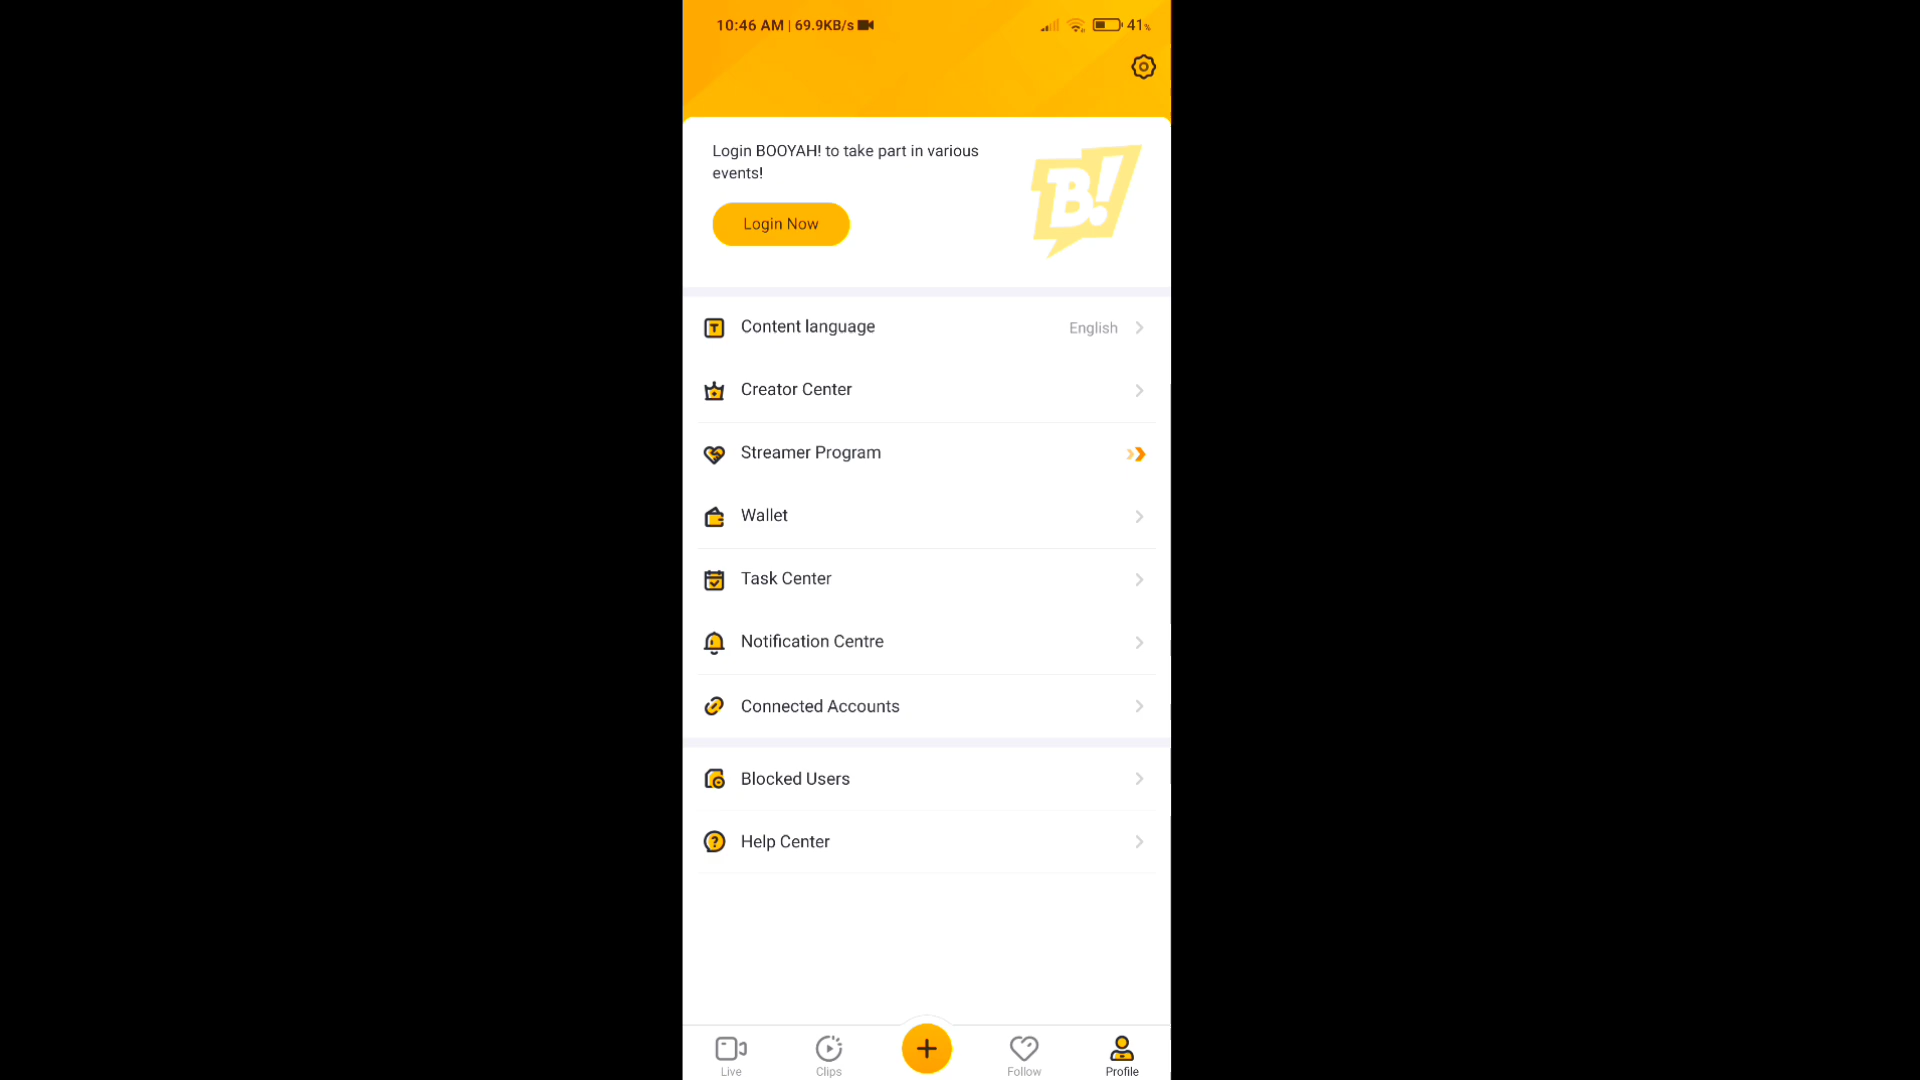 10:46 AM | 69.9KB/s 41%
Login BOOYAH! to take part in various
events!
B!
Login Now
Content language English
Creator Center
Streamer Program
Wallet
Task Center
Notification Centre
Connected Accounts
Blocked Users
Help Center
Live Clips Follow Profile